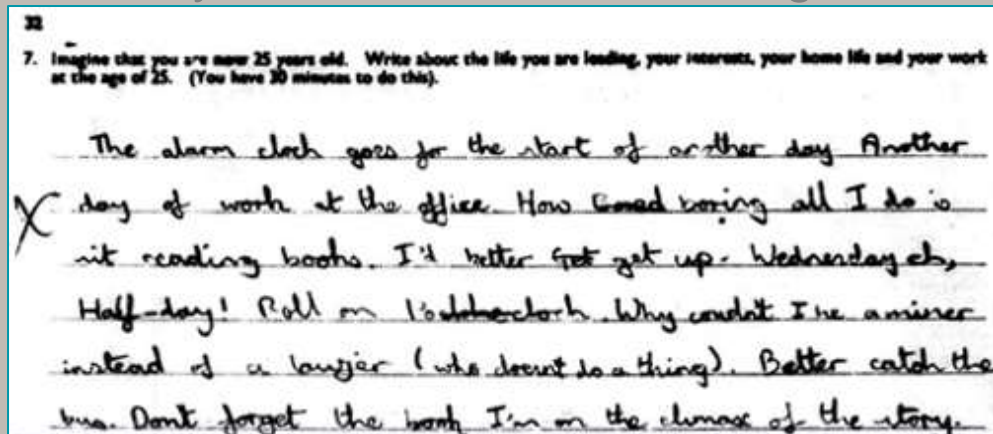 32
7. Imagine that you are now 25 years old. Write about the life you are leading, your interests, your home life and your work
at the age of 25. (You have 30 minutes to do this).
The alarm clock goes for the start of another day Another
X day of work at the office. How boring all I do is
sit reading books. I'd better get up. Wednesday eh,
Half-day! Roll on 1 o'clock. Why couldnt I be a miner
instead of a lawyer (who doesnt do a thing). Better catch the
bus. Dont forget the book I'm on the climax of the story.